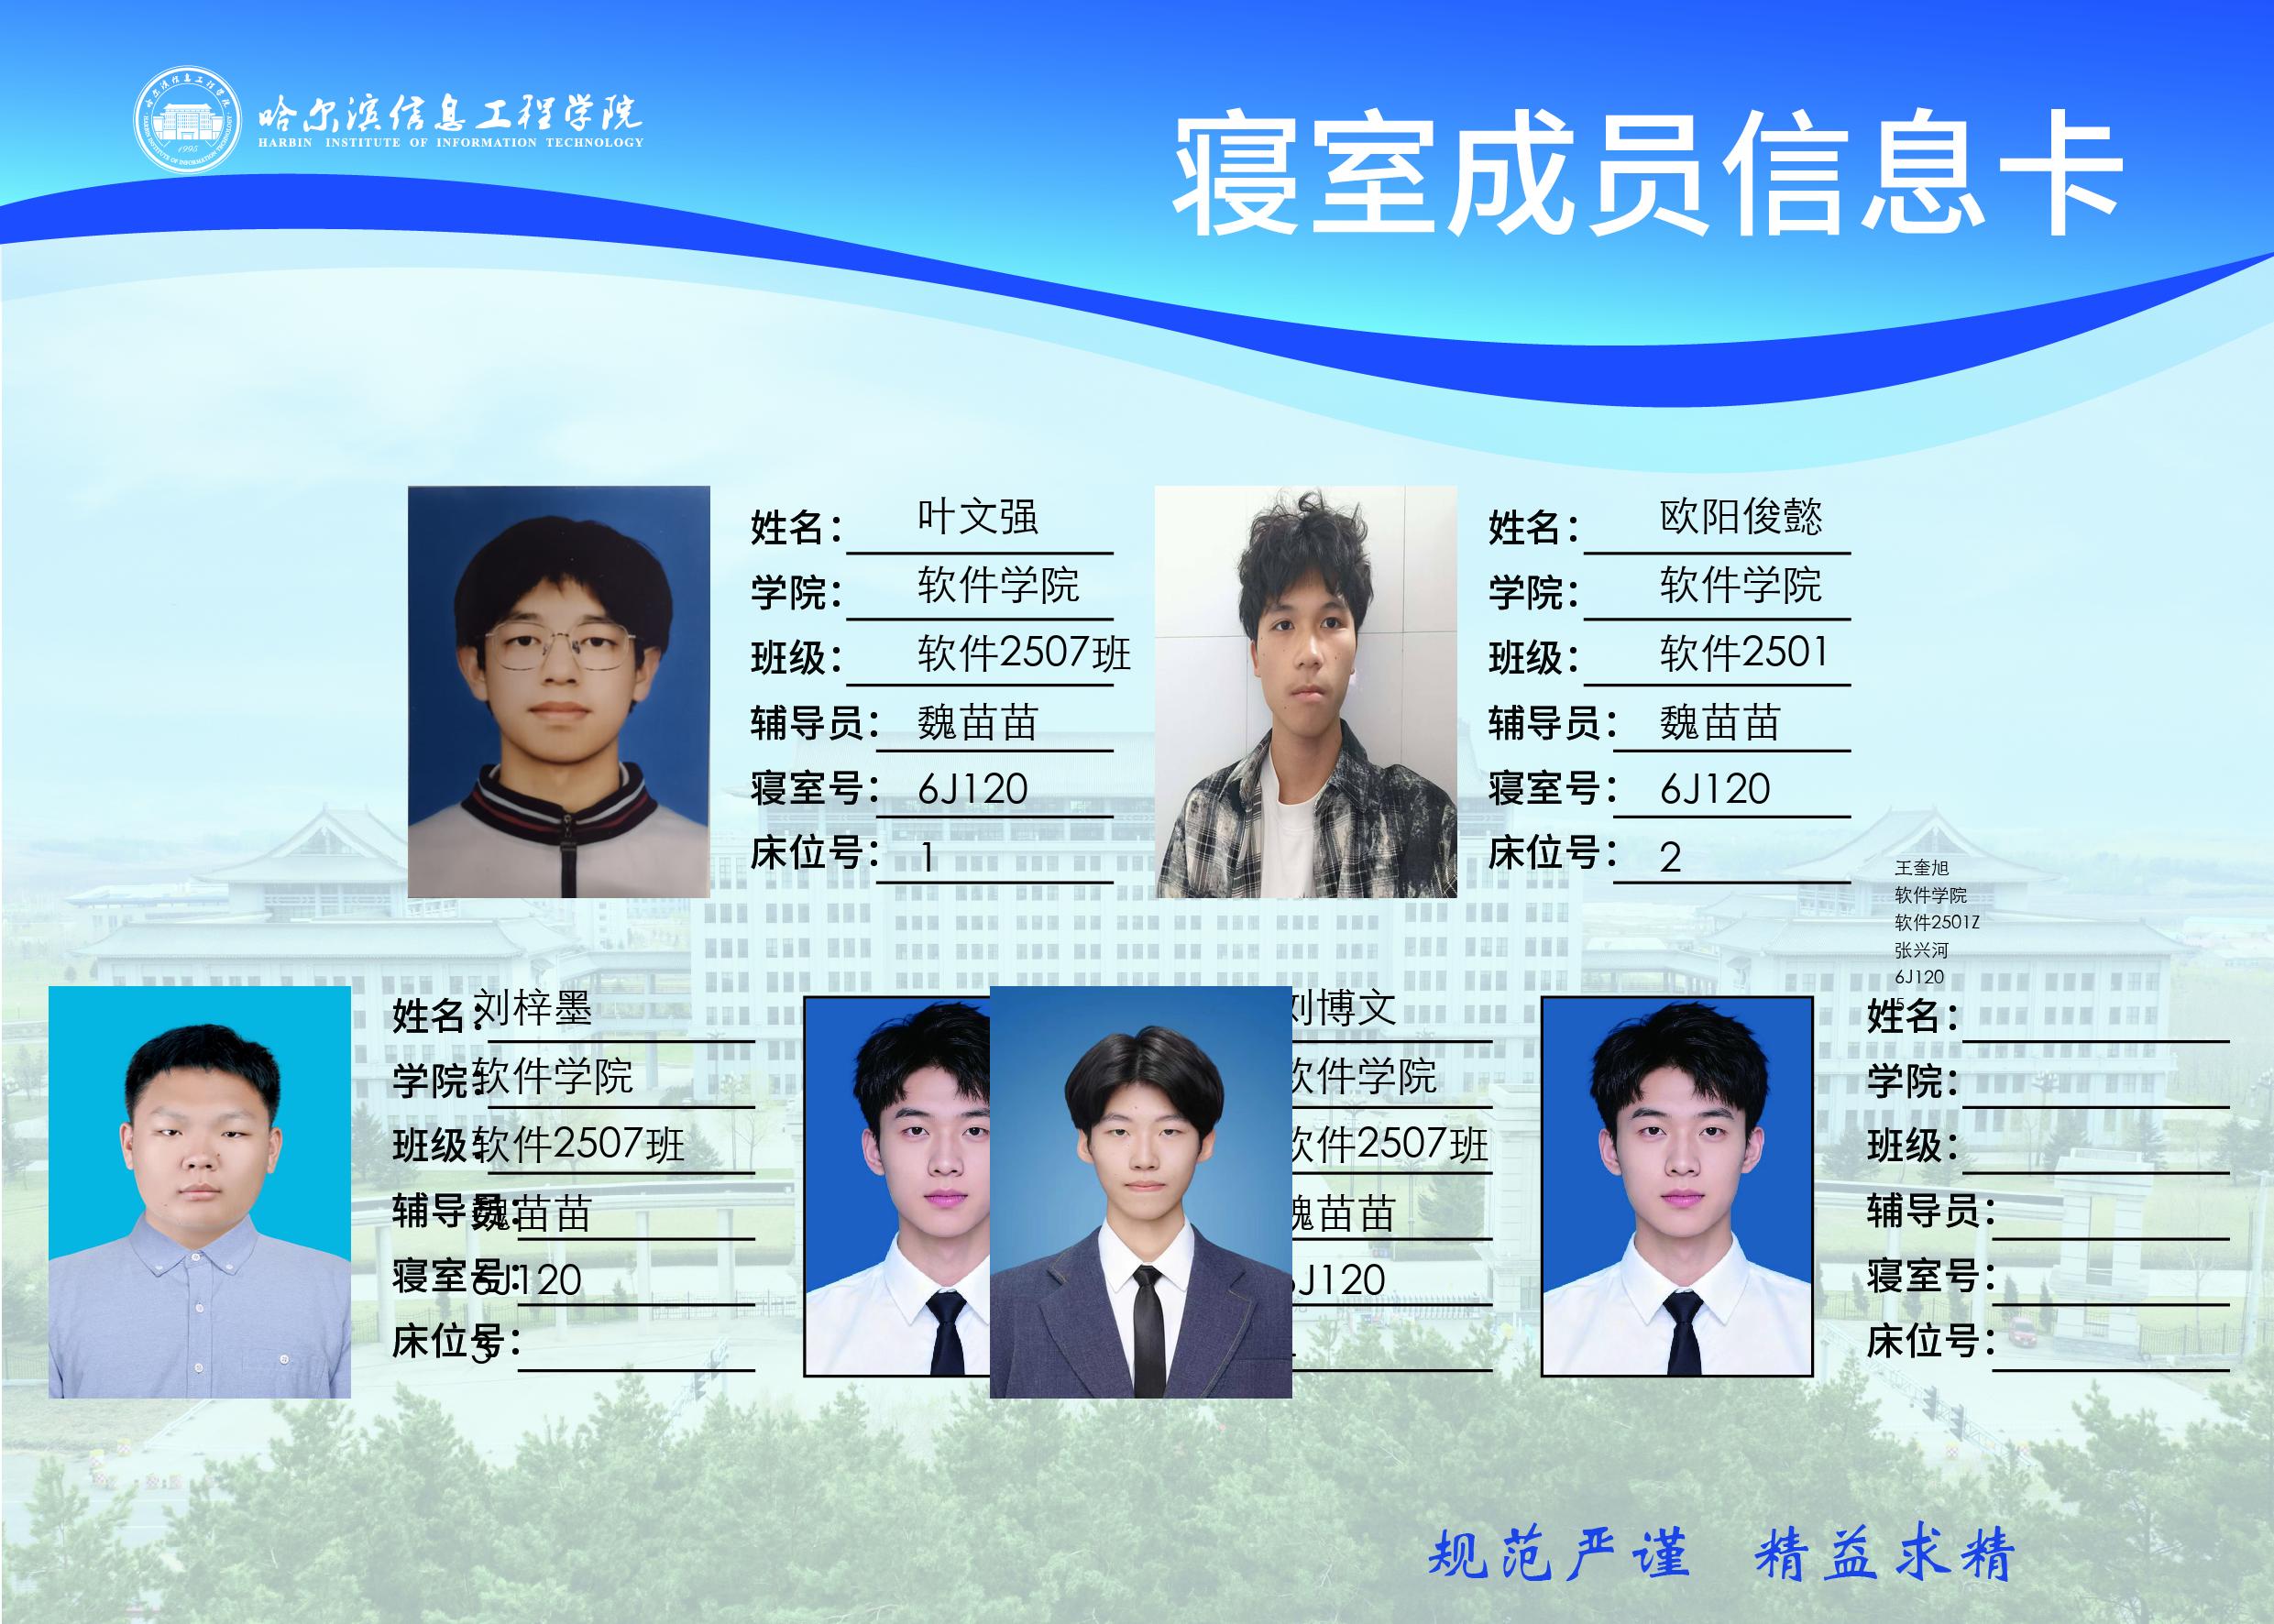 哈尔滨信息工程学院
HARBIN INSTITUTE OF INFORMATION TECHNOLOGY
1995
寝室成员信息卡
姓名： 叶文强
学院： 软件学院
班级： 软件2507班
辅导员： 魏苗苗
寝室号： 6J120
床位号： 1
姓名： 欧阳俊懿
学院： 软件学院
班级： 软件2501
辅导员： 魏苗苗
寝室号： 6J120
床位号： 2
王奎旭
软件学院
软件2501Z
张兴河
6J120
5
姓名： 刘梓墨
学院： 软件学院
班级： 软件2507班
辅导员： 魏苗苗
寝室号： 6J120
床位号： 3
刘博文
软件学院
软件2507班
魏苗苗
6J120
姓名：
学院：
班级：
辅导员：
寝室号：
床位号：
规范严谨 精益求精